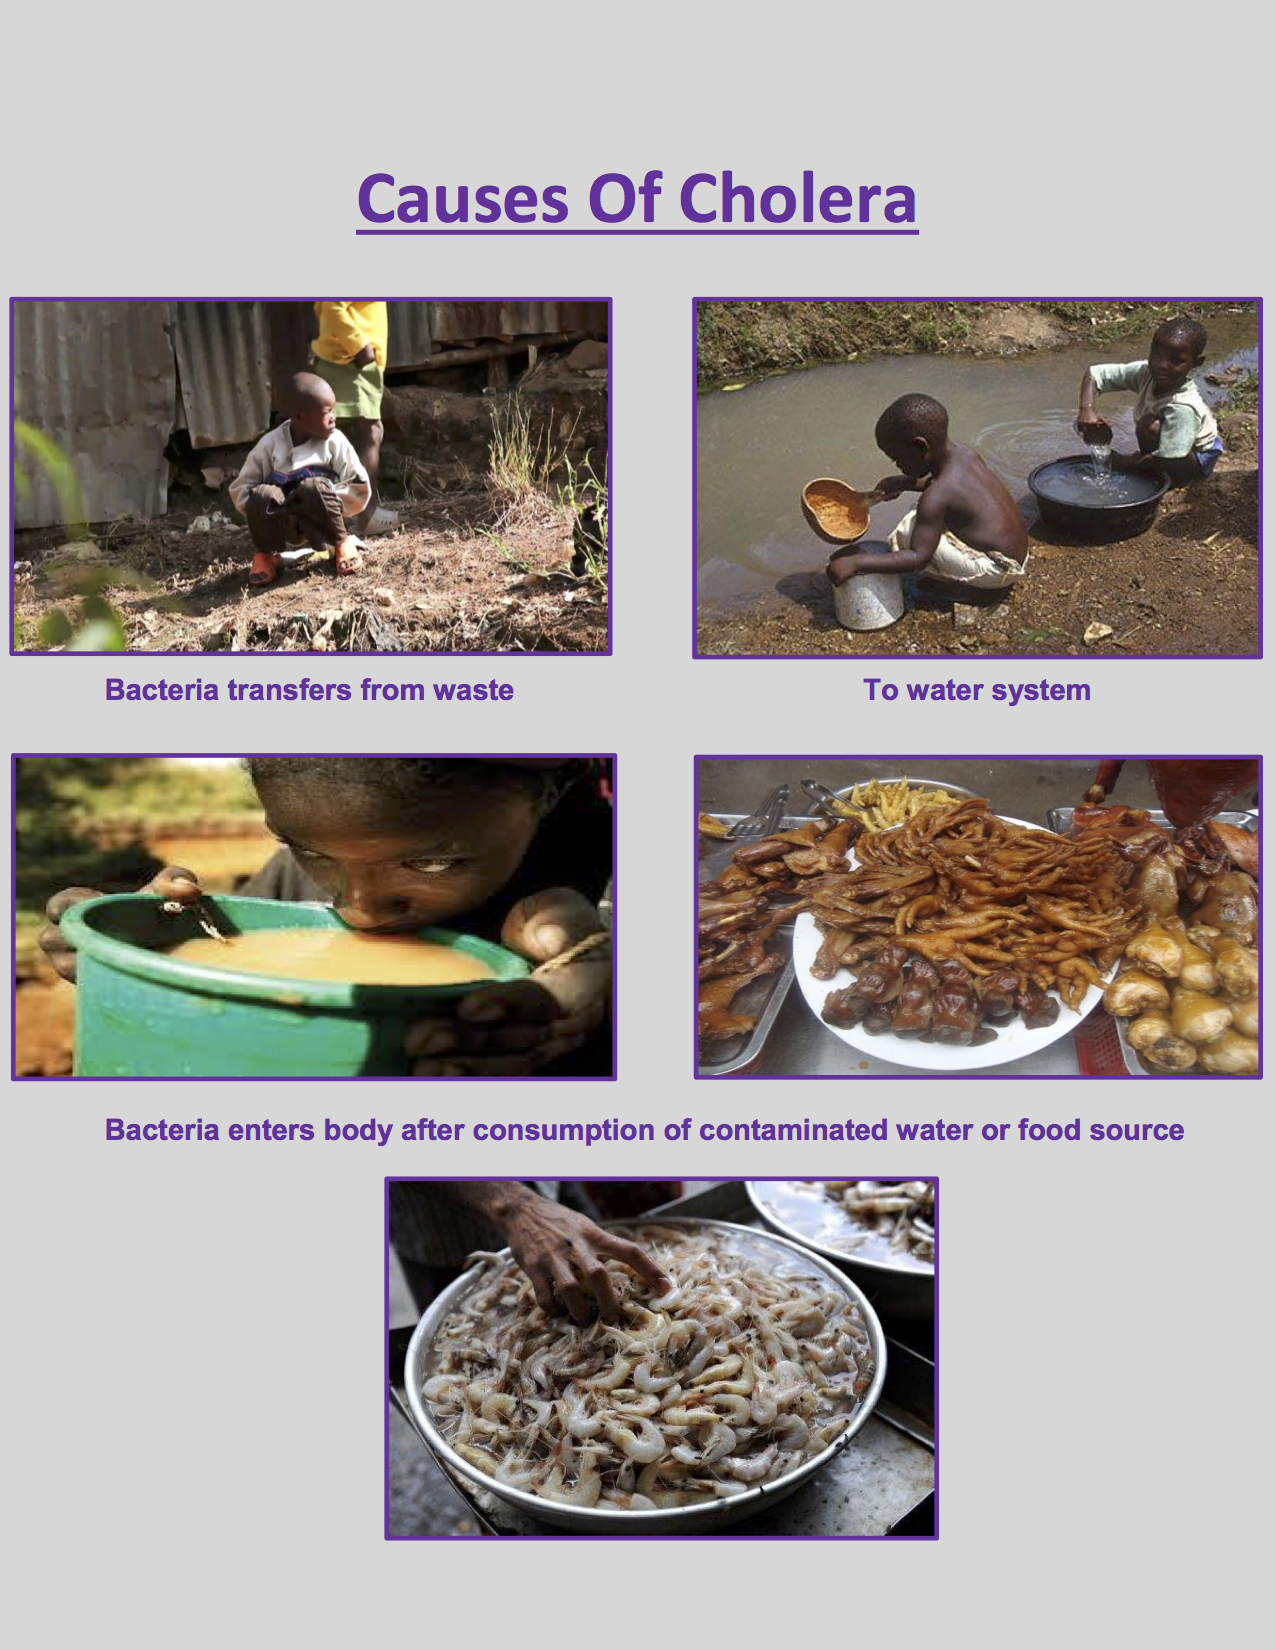 Causes Of Cholera
Bacteria transfers from waste
To water system
Bacteria enters body after consumption of contaminated water or food source